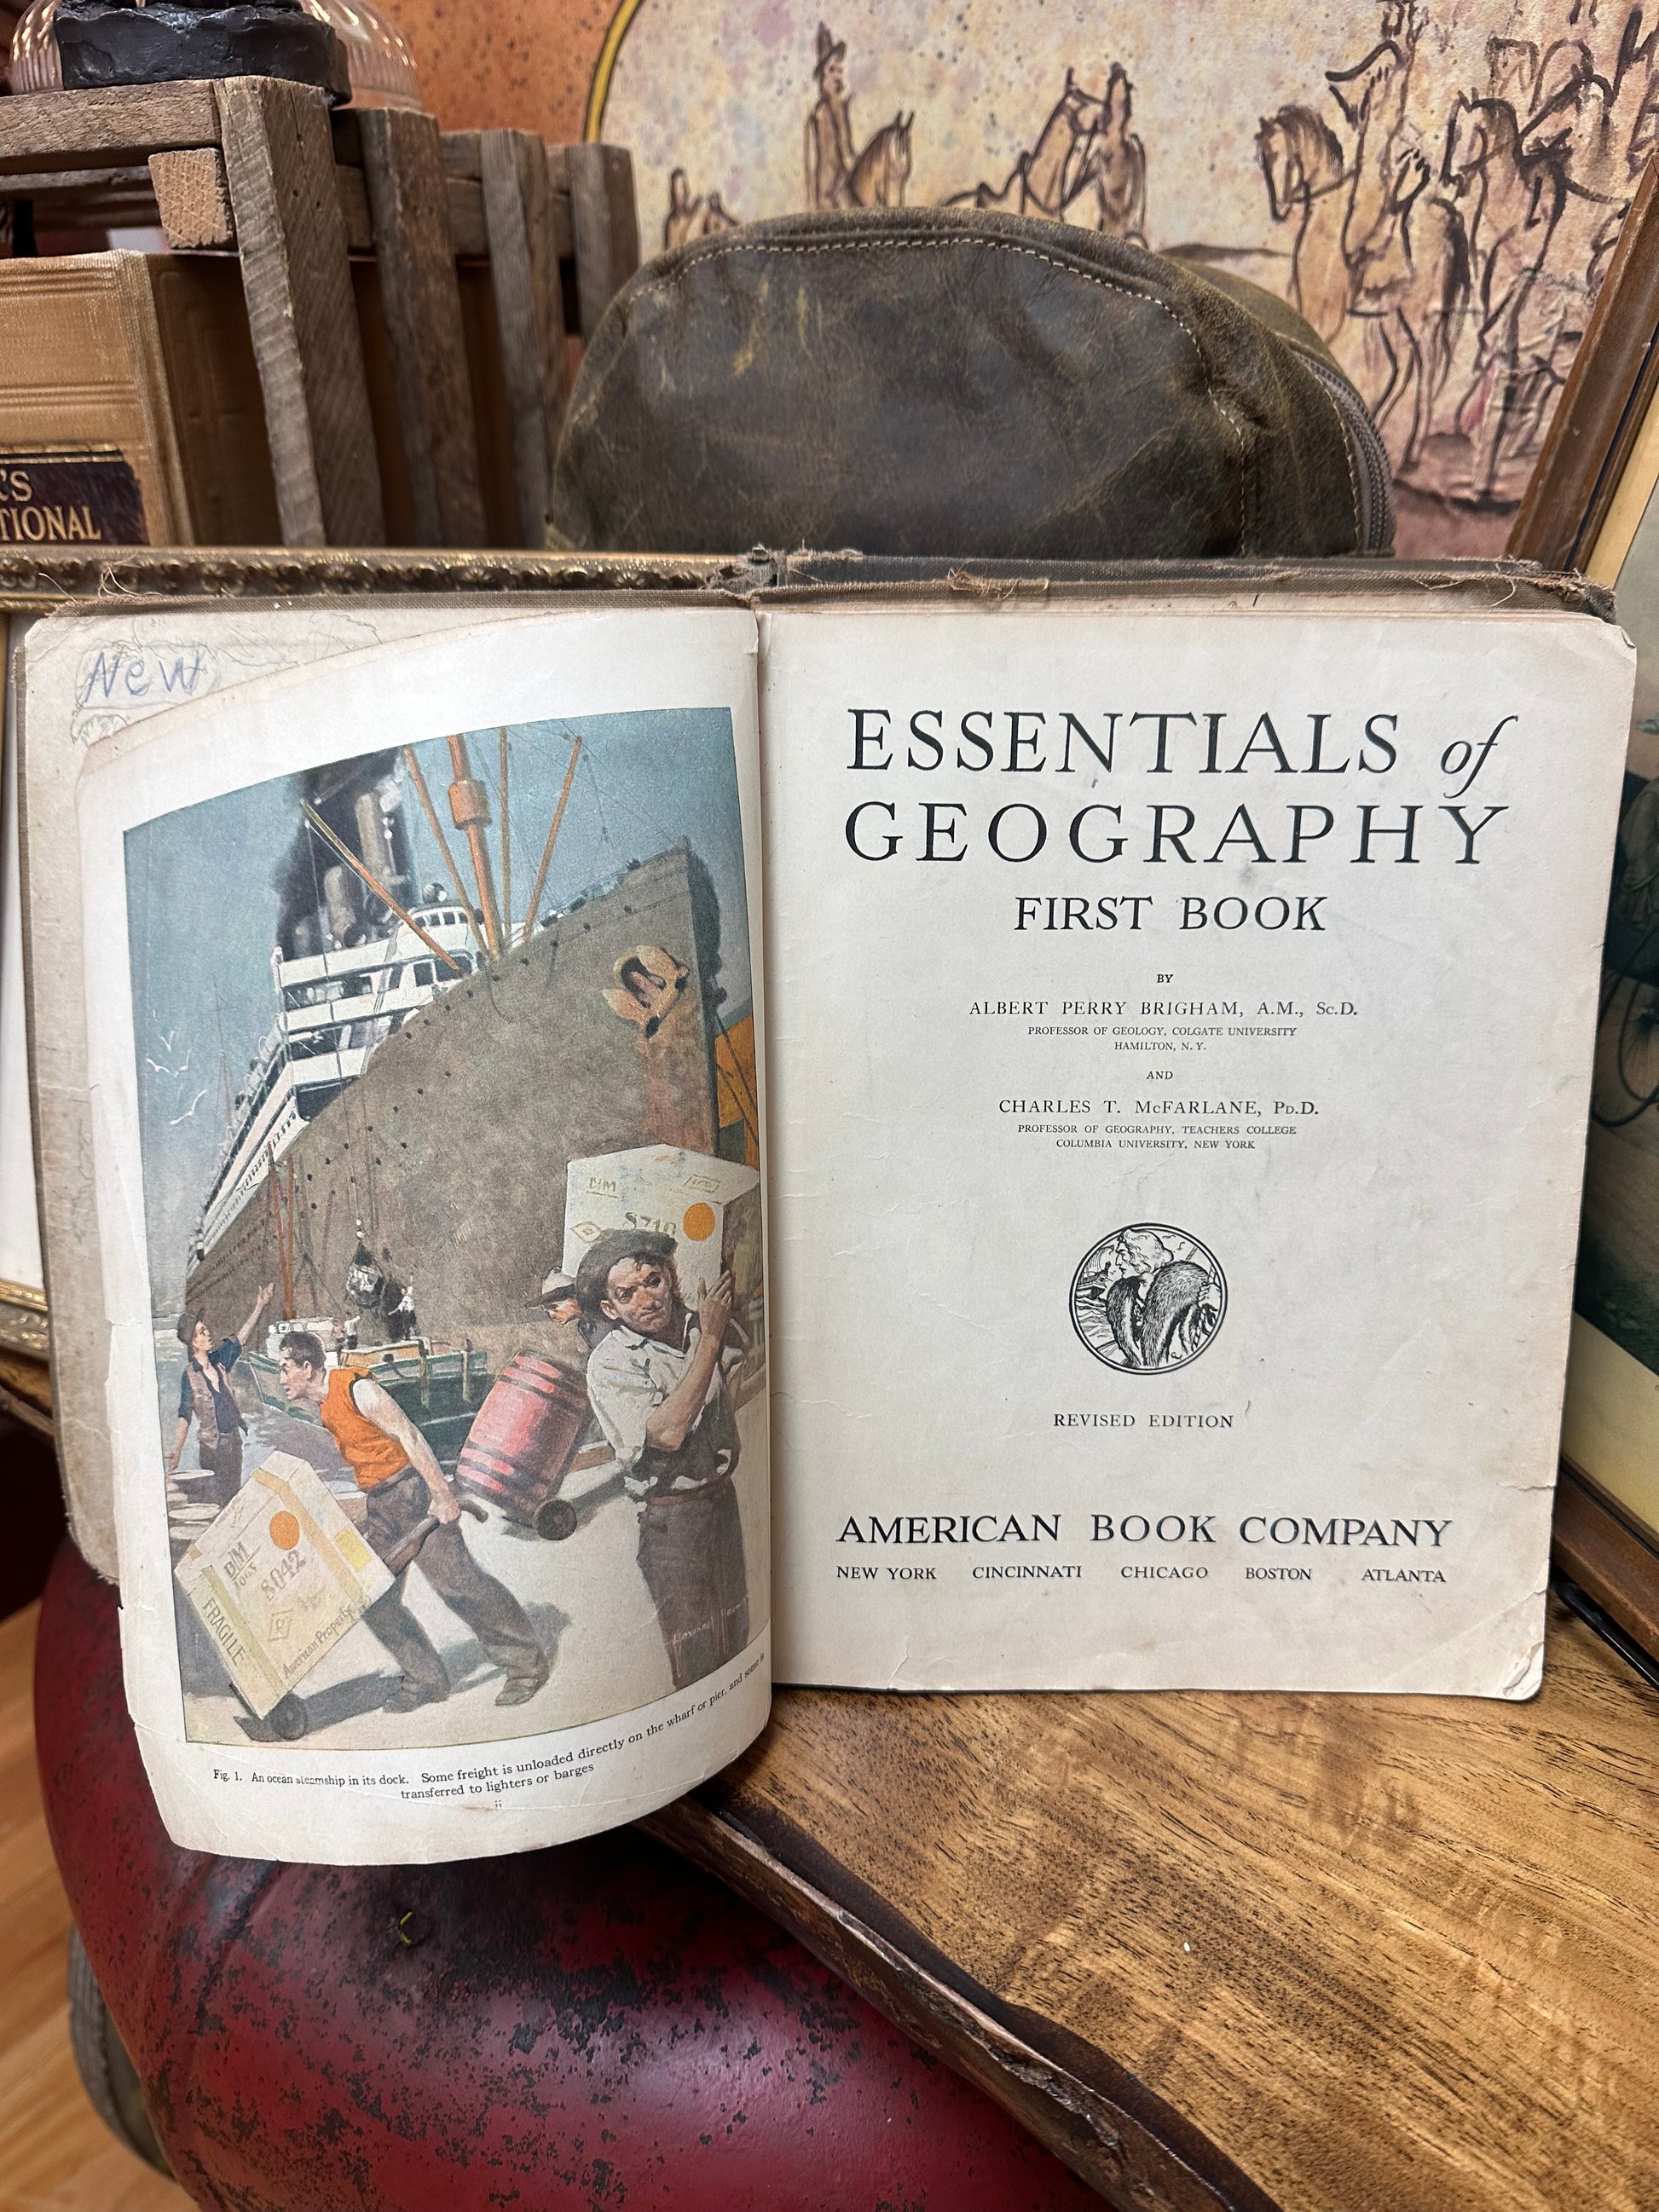 'S
TIONAL
New
B/M
8710
B/M
8042
FRAGILE
American Property
Fig. 1. An ocean steamship in its dock. Some freight is unloaded directly on the wharf or pier, and some is
transferred to lighters or barges
ii
ESSENTIALS of
GEOGRAPHY
FIRST BOOK
BY
ALBERT PERRY BRIGHAM, A.M., Sc.D.
PROFESSOR OF GEOLOGY, COLGATE UNIVERSITY
HAMILTON, N. Y.
AND
CHARLES T. McFARLANE, Pd.D.
PROFESSOR OF GEOGRAPHY, TEACHERS COLLEGE
COLUMBIA UNIVERSITY, NEW YORK
REVISED EDITION
AMERICAN BOOK COMPANY
NEW YORK CINCINNATI CHICAGO BOSTON ATLANTA